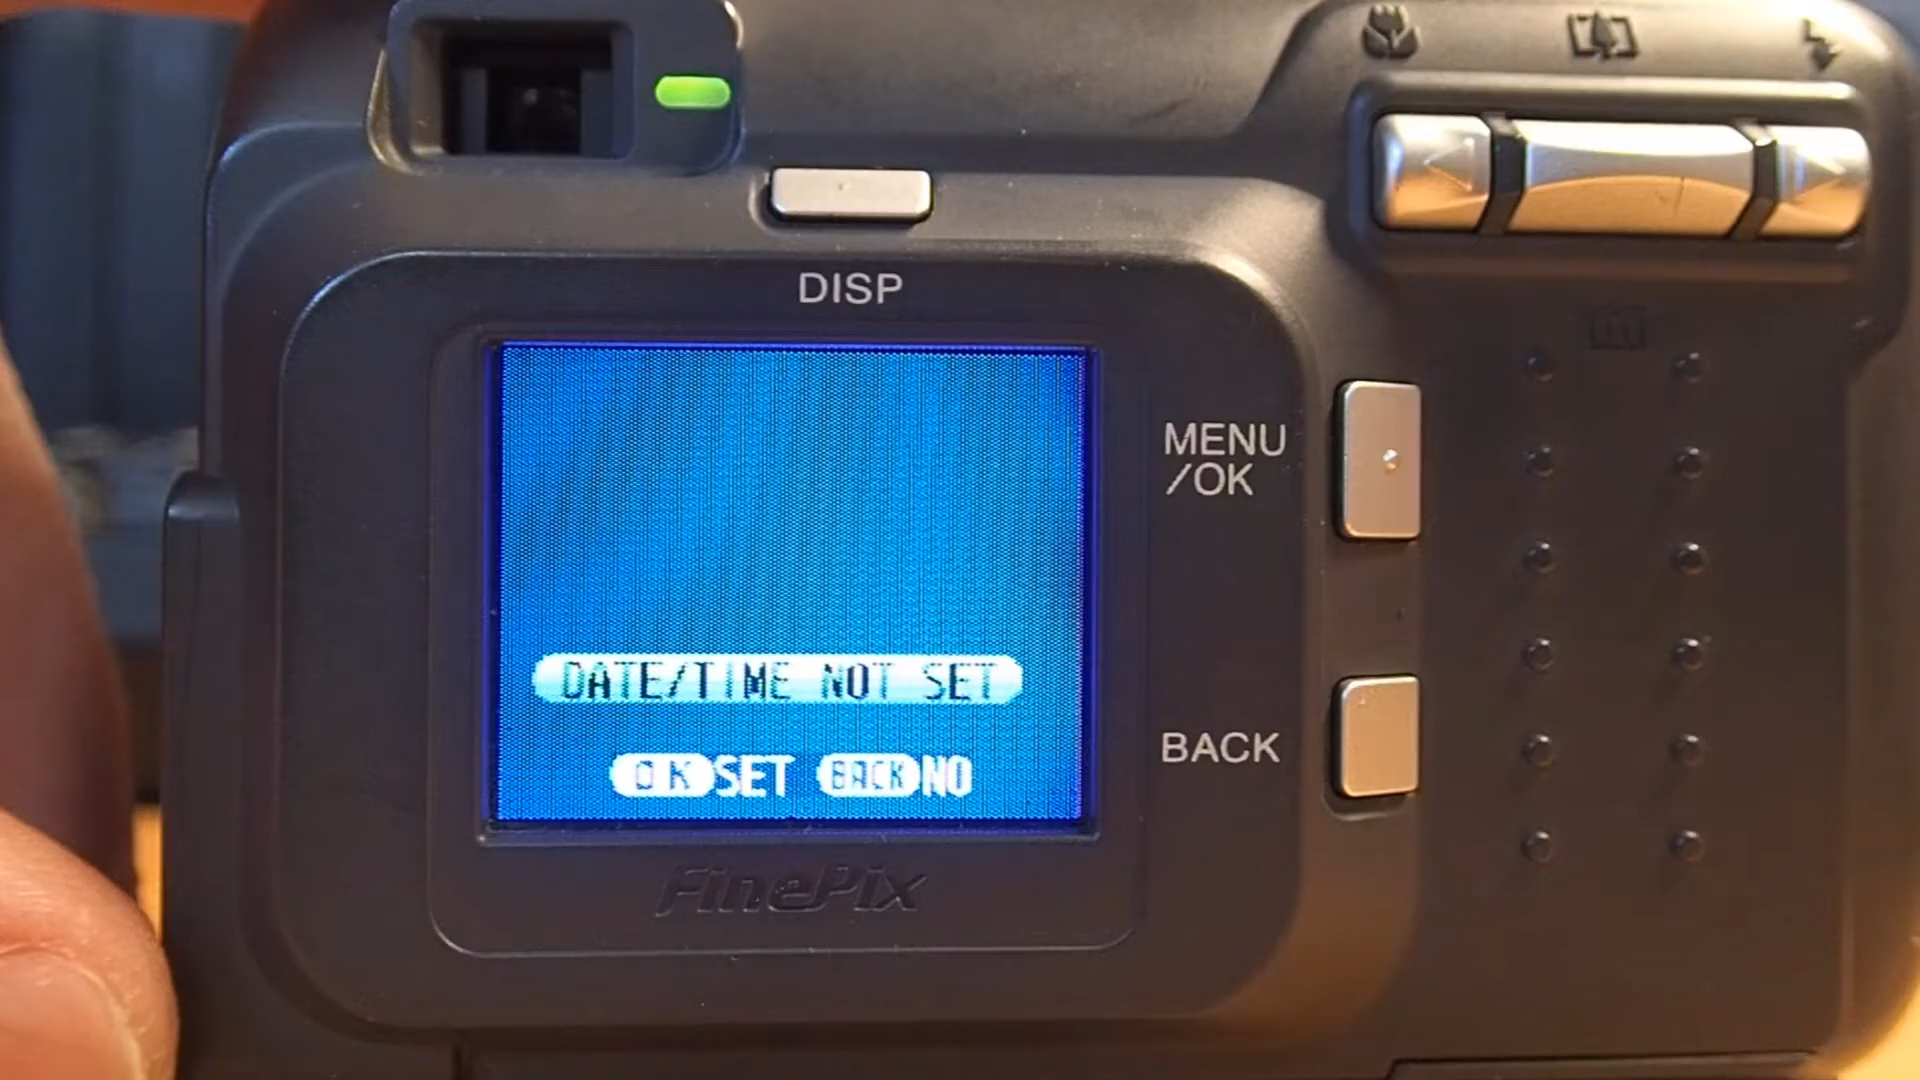 DISP
MENU
/OK
DATE/TIME NOT SET
OK SET BACK NO
BACK
FinePix